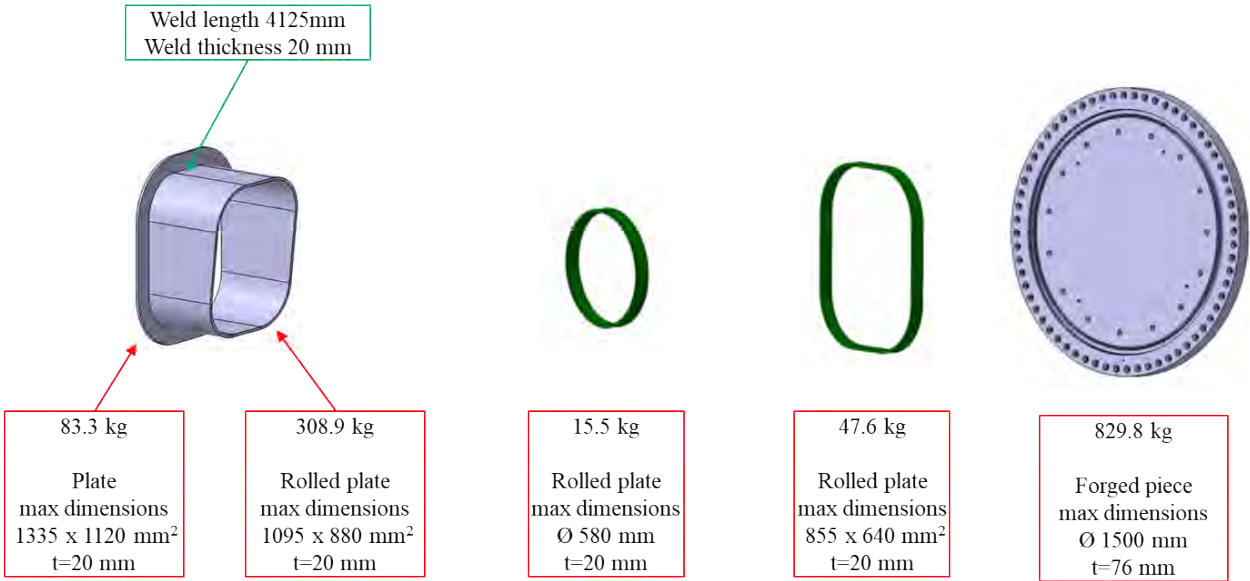 Weld length 4125mm
Weld thickness 20 mm
83.3 kg
Plate
max dimensions
1335 x 1120 mm²
t=20 mm
308.9 kg
Rolled plate
max dimensions
1095 x 880 mm²
t=20 mm
15.5 kg
Rolled plate
max dimensions
Ø 580 mm
t=20 mm
47.6 kg
Rolled plate
max dimensions
855 x 640 mm²
t=20 mm
829.8 kg
Forged piece
max dimensions
Ø 1500 mm
t=76 mm